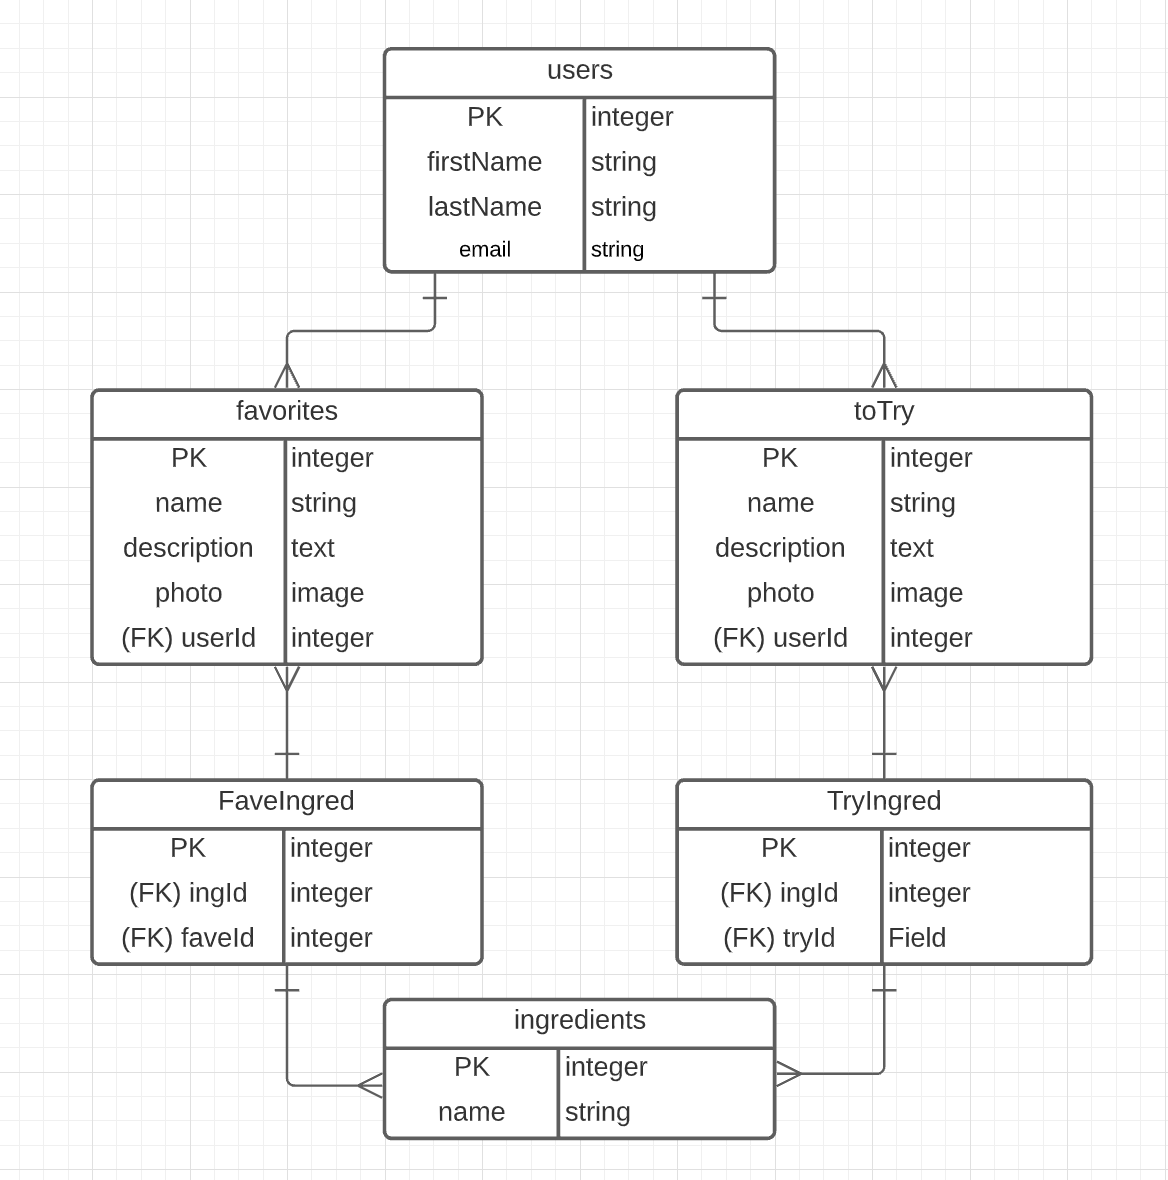 users
PK integer
firstName string
lastName string
email string
favorites
PK integer
name string
description text
photo image
(FK) userId integer
toTry
PK integer
name string
description text
photo image
(FK) userId integer
FaveIngred
PK integer
(FK) ingId integer
(FK) faveId integer
TryIngred
PK integer
(FK) ingId integer
(FK) tryId Field
ingredients
PK integer
name string